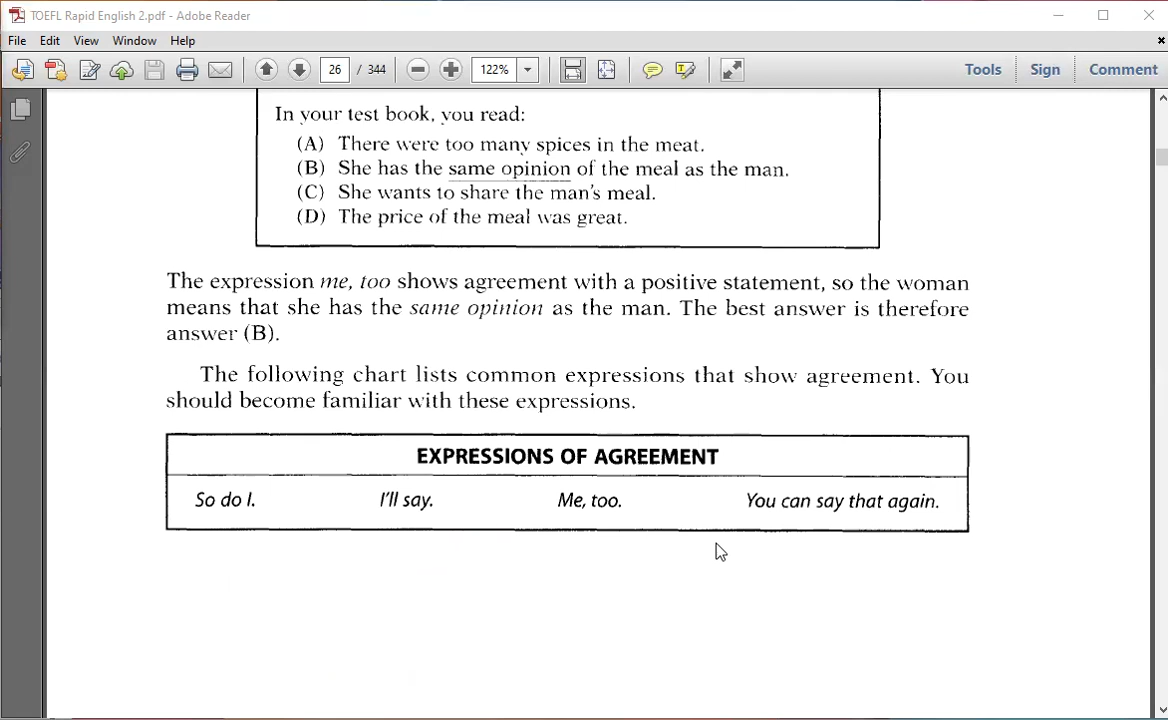 TOEFL Rapid English 2.pdf - Adobe Reader
File Edit View Window Help
26 / 344 122% Tools Sign Comment
In your test book, you read:
(A) There were too many spices in the meat.
(B) She has the same opinion of the meal as the man.
(C) She wants to share the man's meal.
(D) The price of the meal was great.
The expression me, too shows agreement with a positive statement, so the woman
means that she has the same opinion as the man. The best answer is therefore
answer (B).
The following chart lists common expressions that show agreement. You
should become familiar with these expressions.
EXPRESSIONS OF AGREEMENT
So do I. I'll say. Me, too. You can say that again.